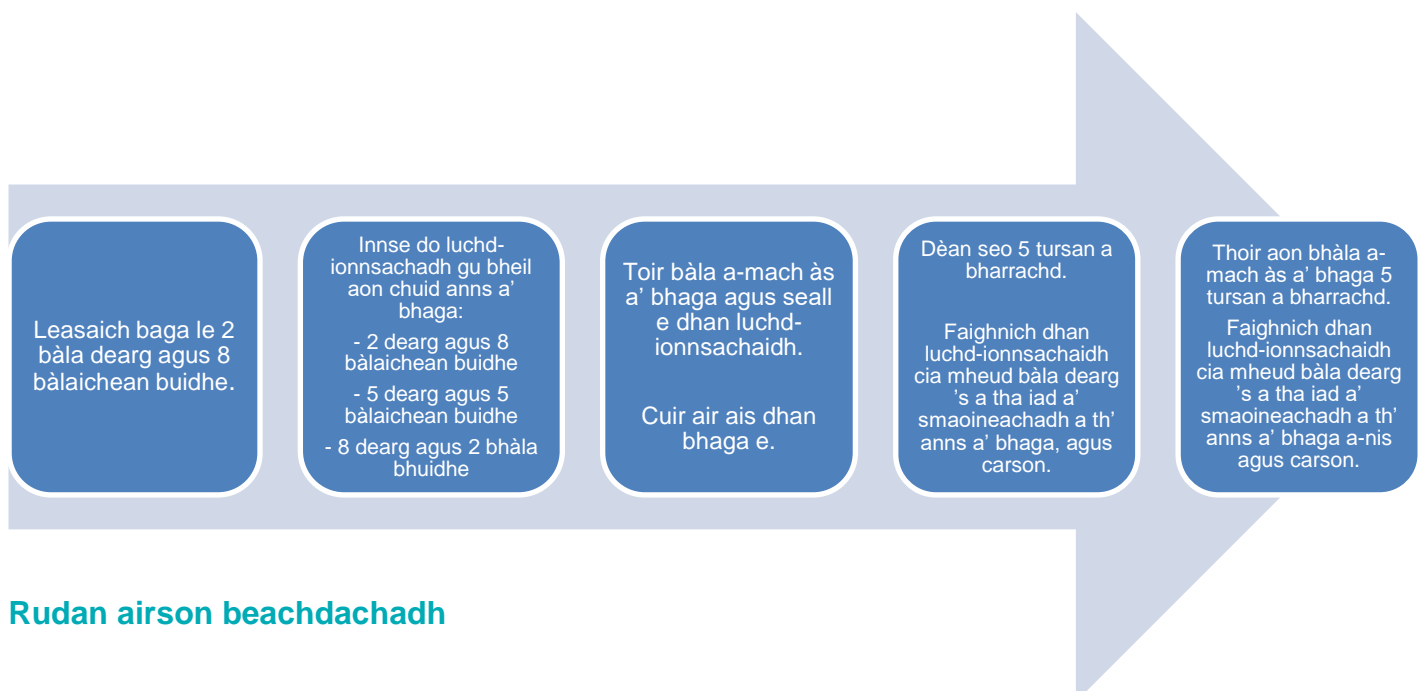 Leasaich baga le 2
bàla dearg agus 8
bàlaichean buidhe.
Innse do luchd-
ionnsachadh gu bheil
aon chuid anns a’
bhaga:
- 2 dearg agus 8
bàlaichean buidhe
- 5 dearg agus 5
bàlaichean buidhe
- 8 dearg agus 2 bhàla
bhuidhe
Toir bàla a-mach às
a’ bhaga agus seall
e dhan luchd-
ionnsachaidh.
Cuir air ais dhan
bhaga e.
Dèan seo 5 tursan a
bharrachd.
Faighnich dhan
luchd-ionnsachaidh
cia mheud bàla dearg
’s a tha iad a’
smaoineachadh a th’
anns a’ bhaga, agus
carson.
Thoir aon bhàla a-
mach às a’ bhaga 5
tursan a bharrachd.
Faighnich dhan
luchd-ionnsachaidh
cia mheud bàla dearg
’s a tha iad a’
smaoineachadh a th’
anns a’ bhaga a-nis
agus carson.
Rudan airson beachdachadh